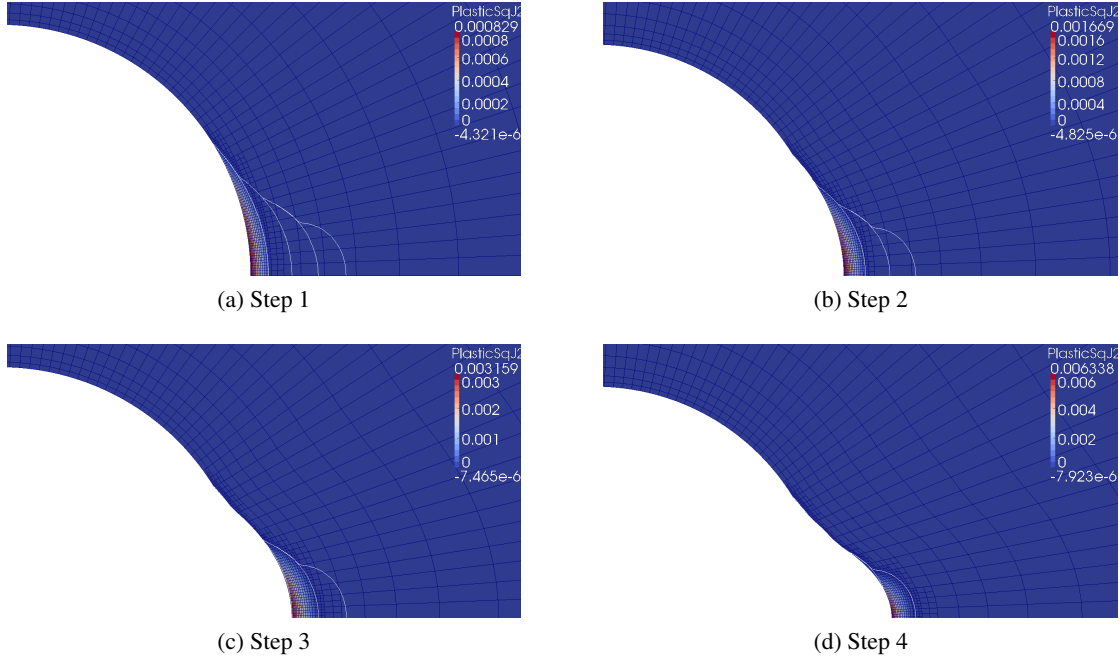 PlasticSqJ2
0.000829
0.0008
0.0006
0.0004
0.0002
0
-4.321e-6
(a) Step 1
PlasticSqJ2
0.001669
0.0016
0.0012
0.0008
0.0004
0
-4.825e-6
(b) Step 2
PlasticSqJ2
0.003159
0.003
0.002
0.001
0
-7.465e-6
(c) Step 3
PlasticSqJ2
0.006338
0.006
0.004
0.002
0
-7.923e-6
(d) Step 4